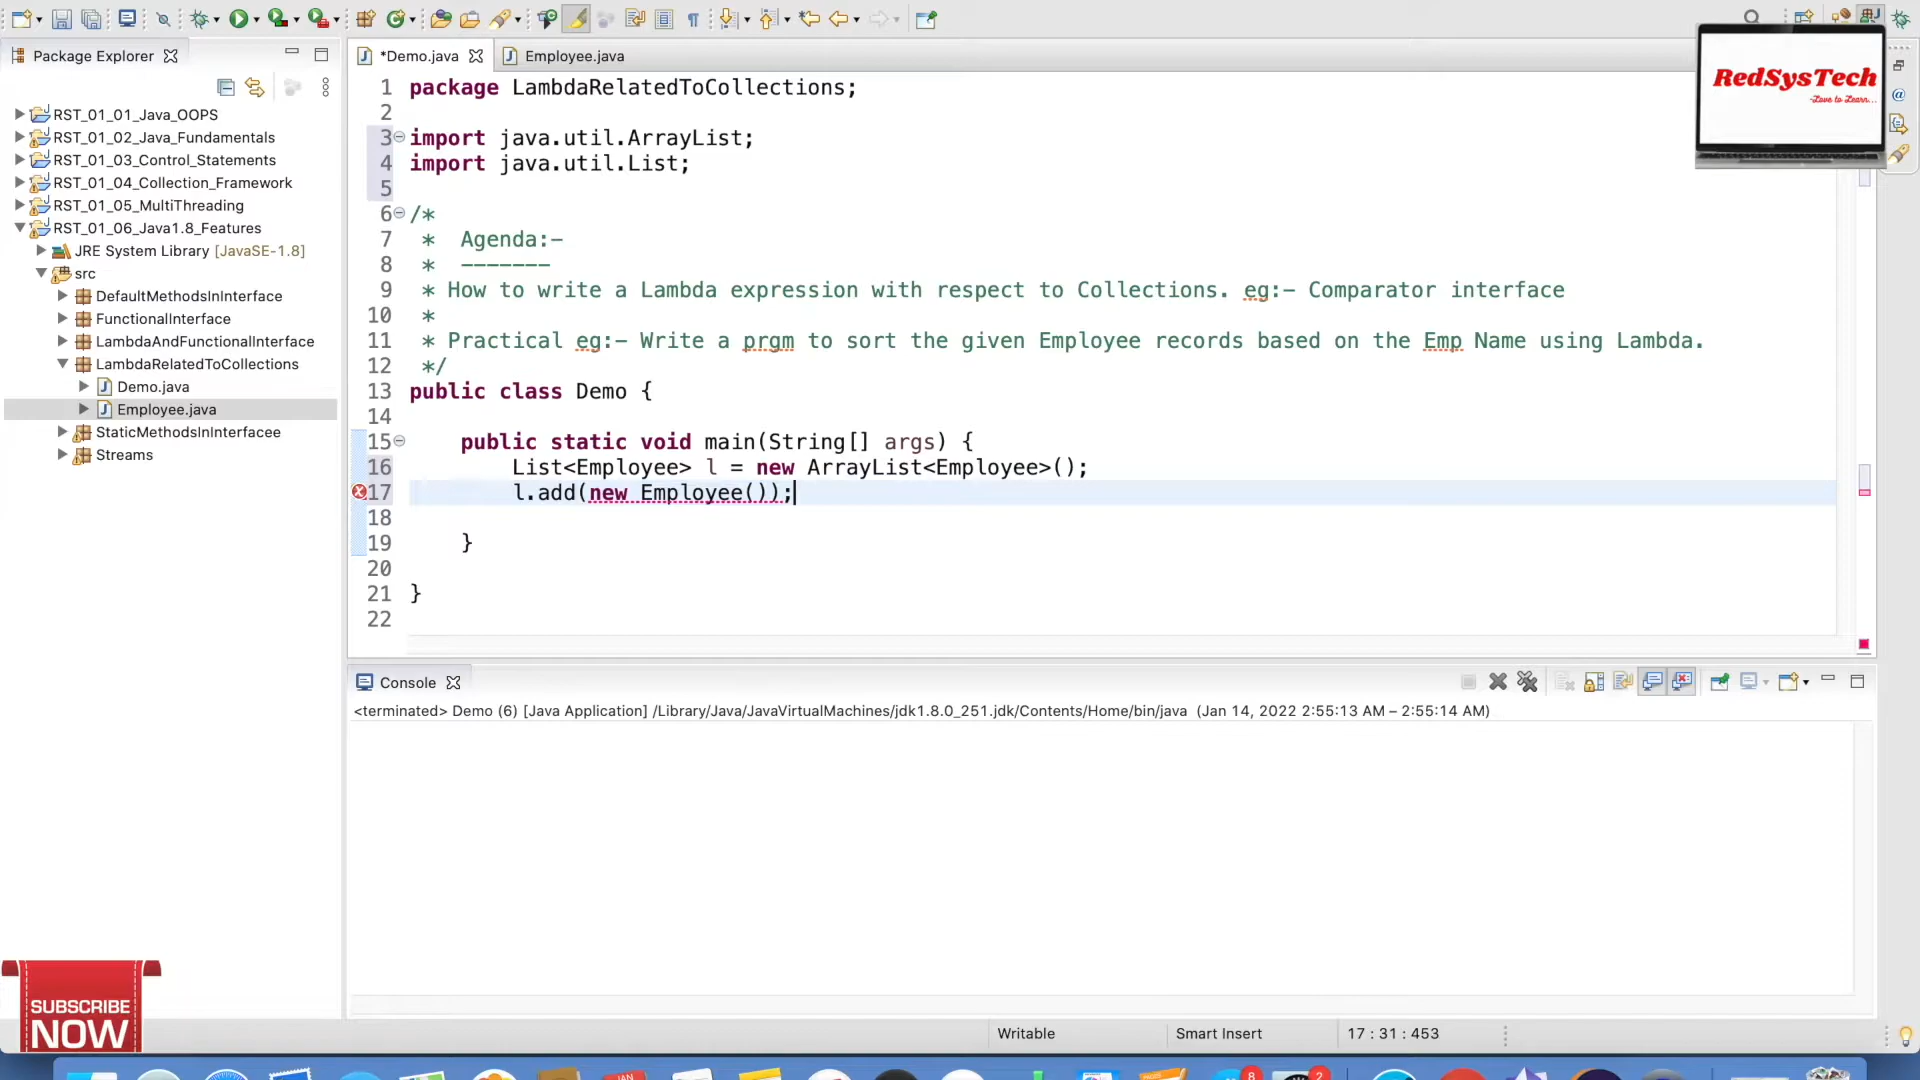 Package Explorer
*Demo.java
Employee.java
RST_01_01_Java_OOPS
RST_01_02_Java_Fundamentals
RST_01_03_Control_Statements
RST_01_04_Collection_Framework
RST_01_05_MultiThreading
RST_01_06_Java1.8_Features
JRE System Library [JavaSE-1.8]
src
DefaultMethodsInInterface
FunctionalInterface
LambdaAndFunctionalInterface
LambdaRelatedToCollections
Demo.java
Employee.java
StaticMethodsInInterfacee
Streams
1 package LambdaRelatedToCollections;
2
3 import java.util.ArrayList;
4 import java.util.List;
5
6 /*
7 * Agenda:-
8 * -------
9 * How to write a Lambda expression with respect to Collections. eg:- Comparator interface
10 *
11 * Practical eg:- Write a prgm to sort the given Employee records based on the Emp Name using Lambda.
12 */
13 public class Demo {
14
15 public static void main(String[] args) {
16 List<Employee> l = new ArrayList<Employee>();
17 l.add(new Employee());
18
19 }
20
21 }
22
RedSysTech
-Love to Learn...
Console
<terminated> Demo (6) [Java Application] /Library/Java/JavaVirtualMachines/jdk1.8.0_251.jdk/Contents/Home/bin/java (Jan 14, 2022 2:55:13 AM – 2:55:14 AM)
SUBSCRIBE
NOW
Writable
Smart Insert
17 : 31 : 453
JAN
8
2